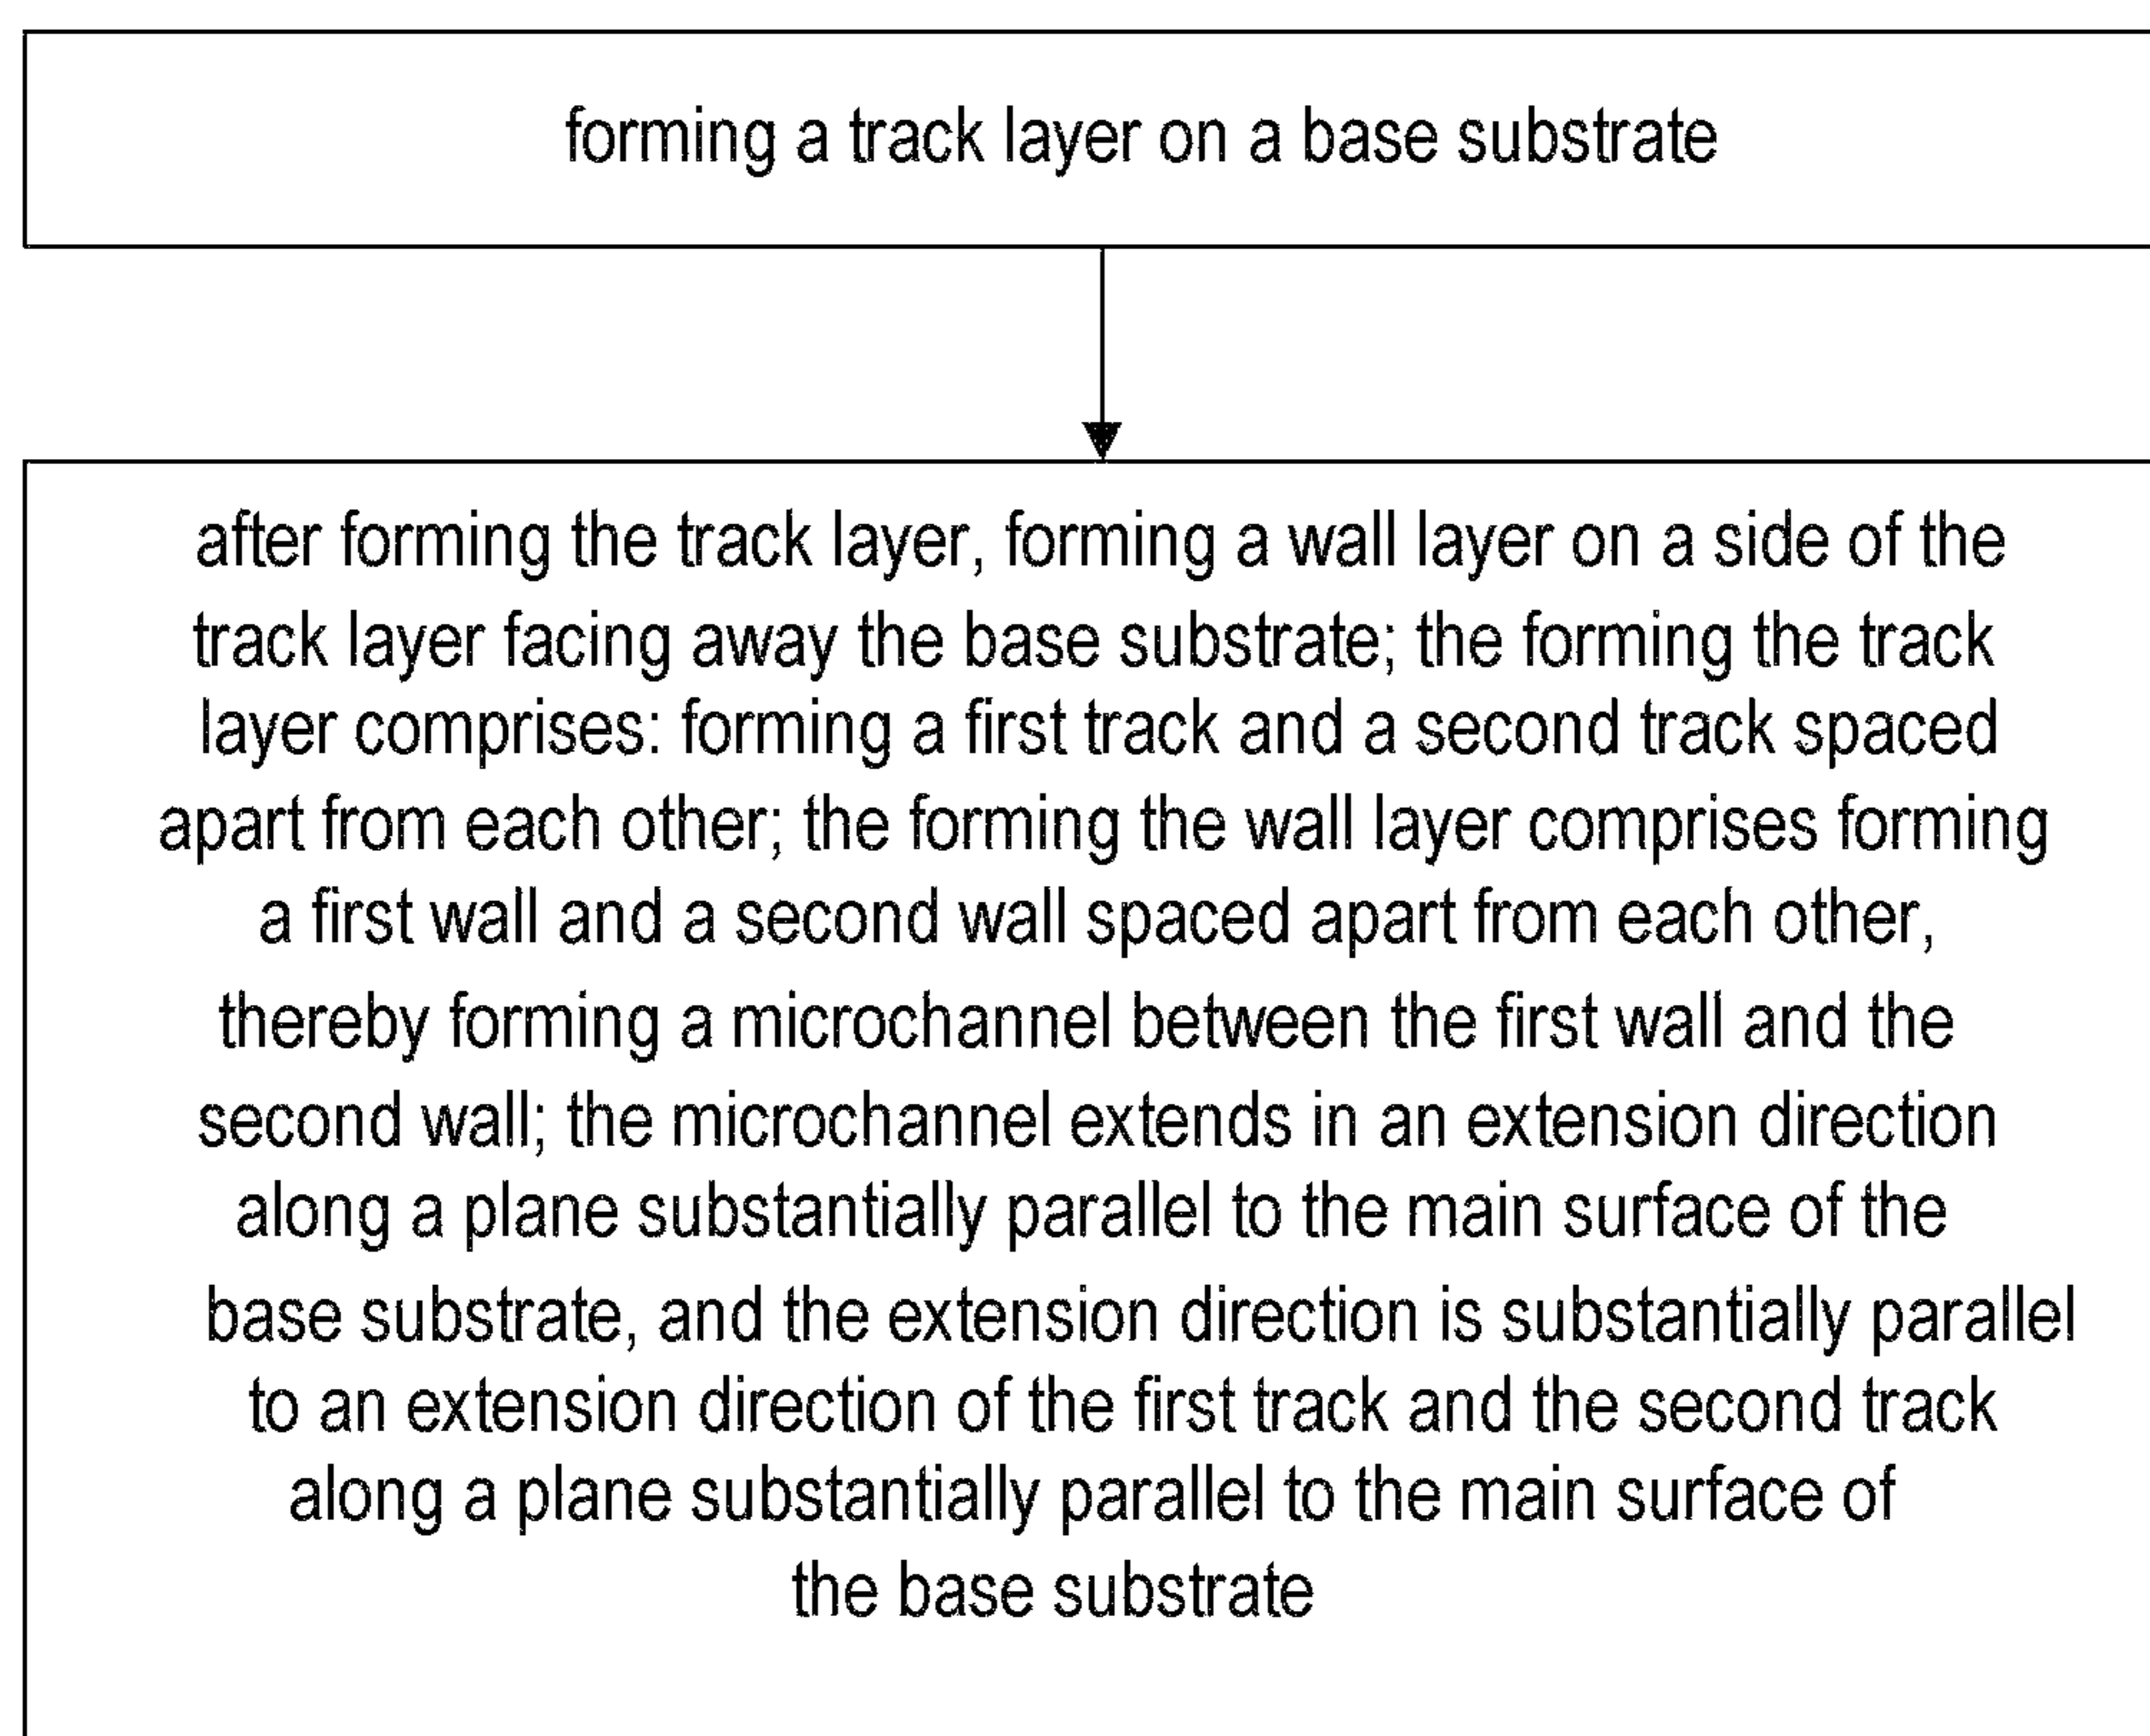 forming a track layer on a base substrate
after forming the track layer, forming a wall layer on a side of the
track layer facing away the base substrate; the forming the track
layer comprises: forming a first track and a second track spaced
apart from each other; the forming the wall layer comprises forming
a first wall and a second wall spaced apart from each other,
thereby forming a microchannel between the first wall and the
second wall; the microchannel extends in an extension direction
along a plane substantially parallel to the main surface of the
base substrate, and the extension direction is substantially parallel
to an extension direction of the first track and the second track
along a plane substantially parallel to the main surface of
the base substrate